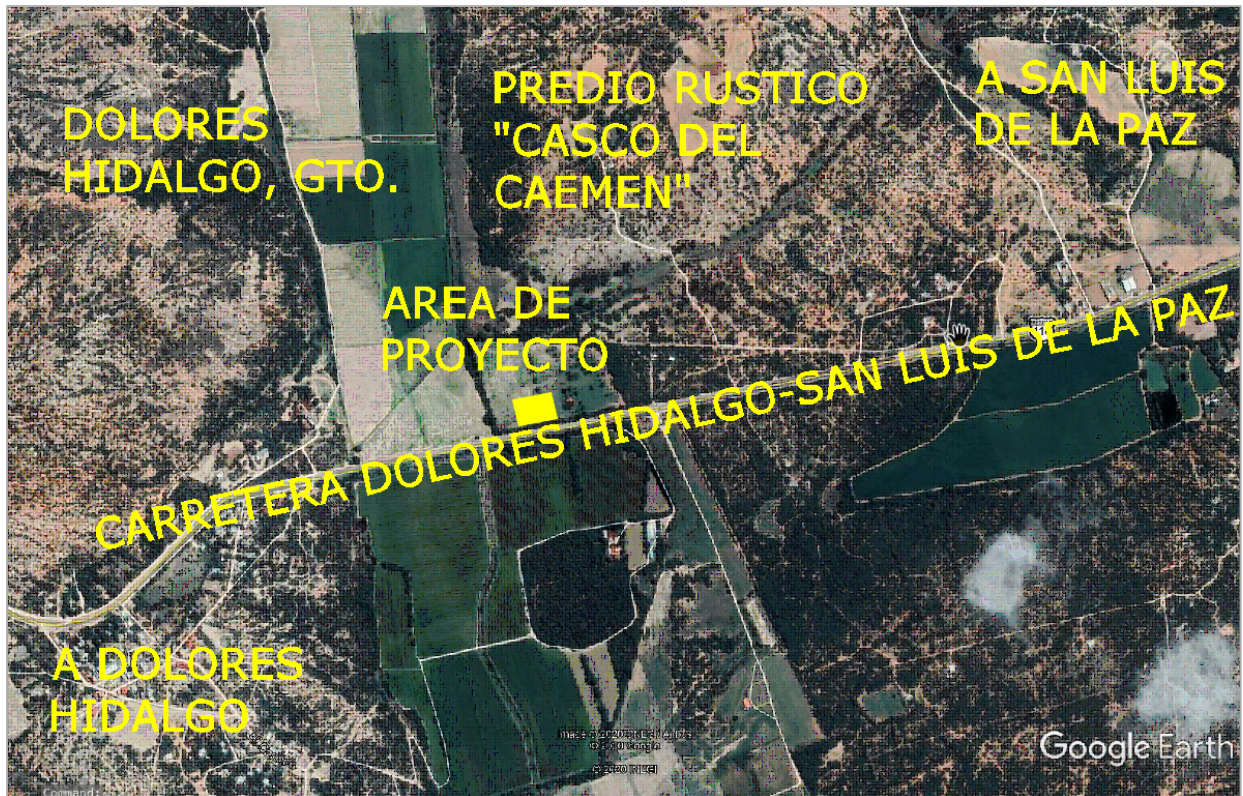 DOLORES
HIDALGO, GTO.
PREDIO RUSTICO
"CASCO DEL
CAEMEN"
A SAN LUIS
DE LA PAZ
AREA DE
PROYECTO
CARRETERA DOLORES HIDALGO-SAN LUIS DE LA PAZ
A DOLORES
HIDALGO
Google Earth
Command: